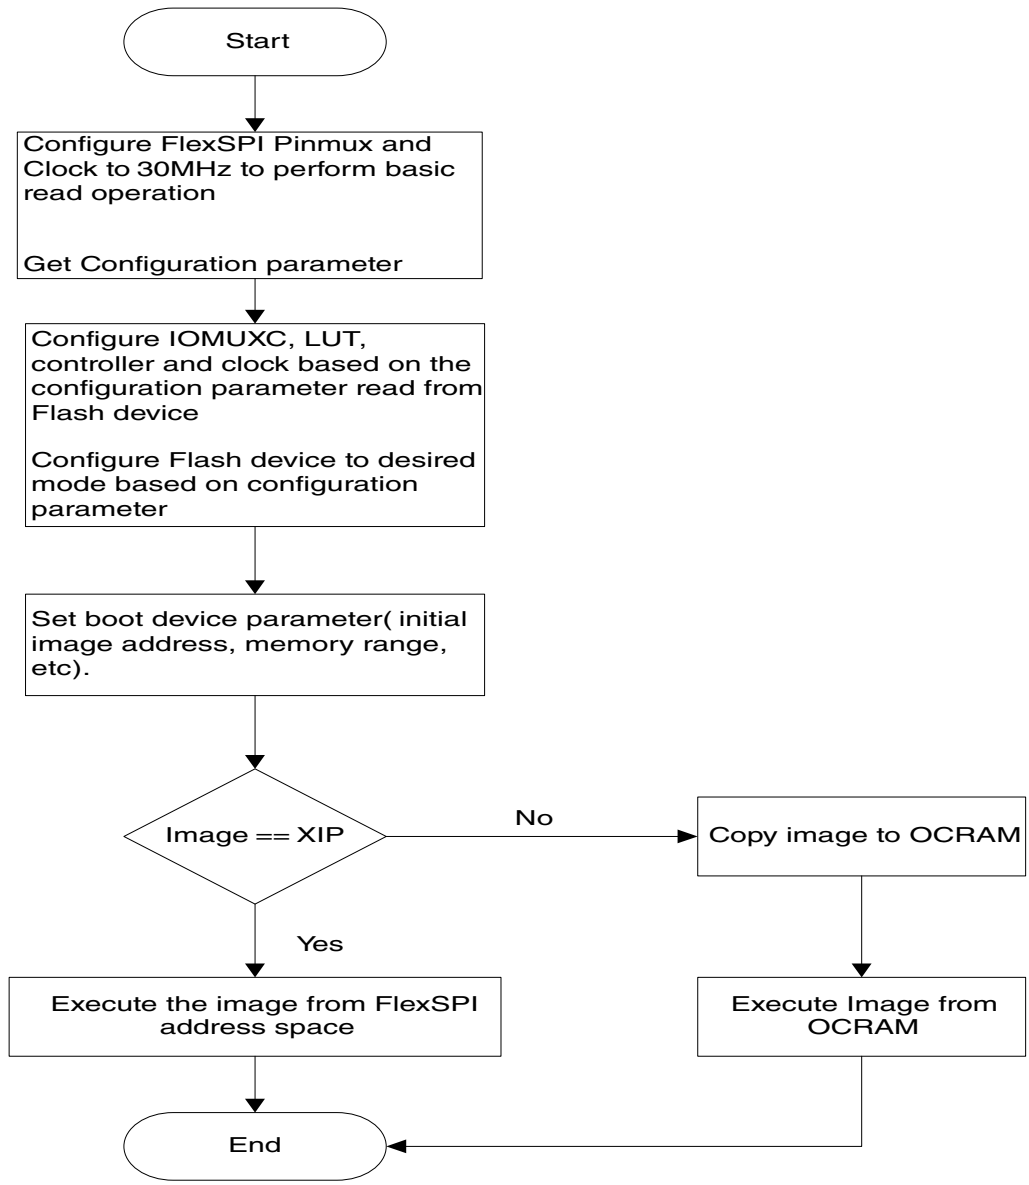 Start
Configure FlexSPI Pinmux and
Clock to 30MHz to perform basic
read operation
Get Configuration parameter
Configure IOMUXC, LUT,
controller and clock based on the
configuration parameter read from
Flash device
Configure Flash device to desired
mode based on configuration
parameter
Set boot device parameter( initial
image address, memory range,
etc).
Image == XIP
No
Copy image to OCRAM
Yes
Execute the image from FlexSPI
address space
Execute Image from
OCRAM
End